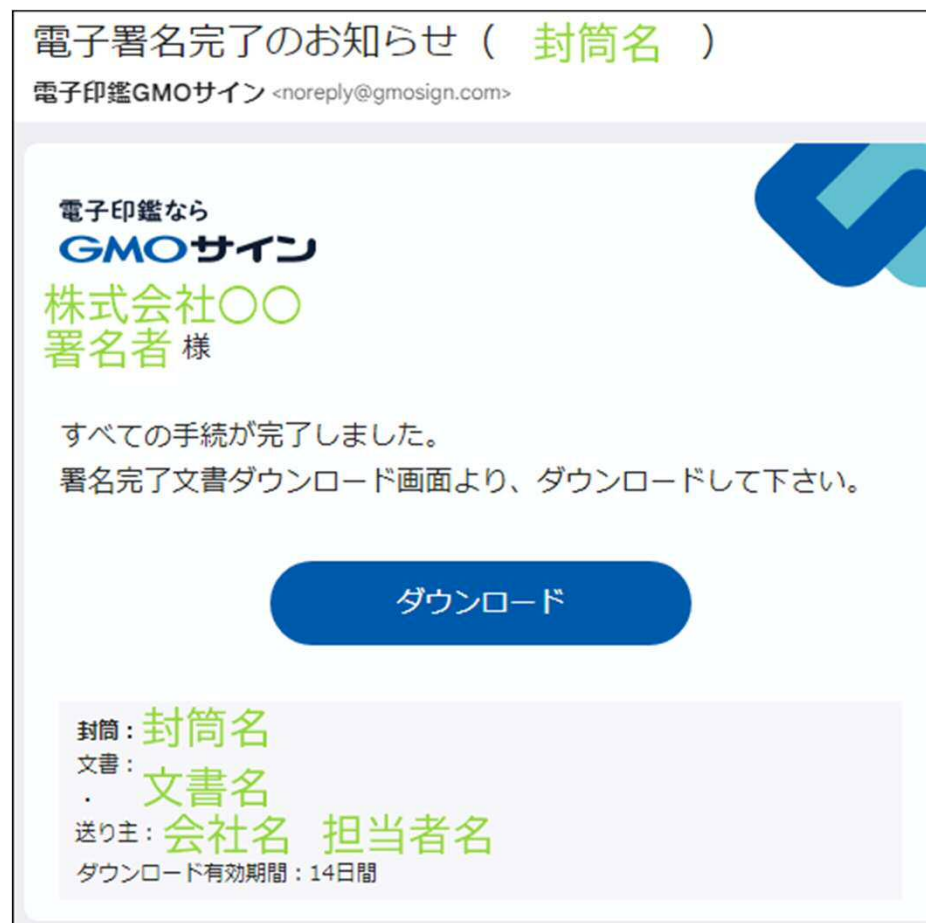 電子署名完了のお知らせ ( 封筒名 )
電子印鑑GMOサイン <noreply@gmosign.com>
電子印鑑なら
GMOサイン
株式会社〇〇
署名者 様
すべての手続が完了しました。
署名完了文書ダウンロード画面より、ダウンロードして下さい。
ダウンロード
封筒：封筒名
文書：
・ 文書名
送り主：会社名 担当者名
ダウンロード有効期間：14日間